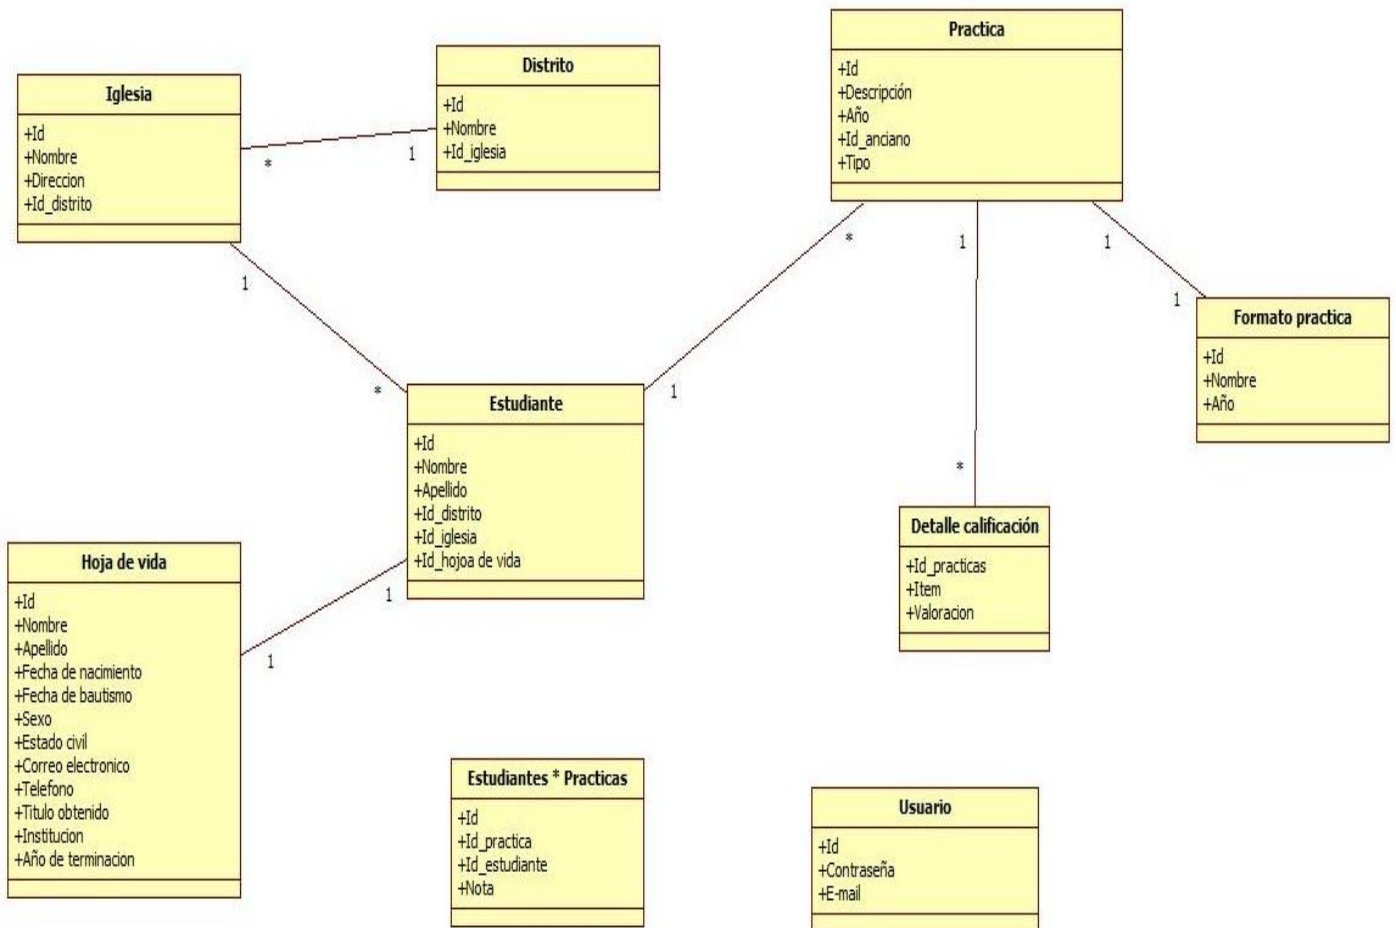 Iglesia
+Id
+Nombre
+Direccion
+Id_distrito
*
1
Distrito
+Id
+Nombre
+Id_iglesia
Practica
+Id
+Descripción
+Año
+Id_anciano
+Tipo
1
*
*
1
1
*
1
1
Formato practica
+Id
+Nombre
+Año
Estudiante
+Id
+Nombre
+Apellido
+Id_distrito
+Id_iglesia
+Id_hojoa de vida
Detalle calificación
+Id_practicas
+Item
+Valoracion
1
1
Hoja de vida
+Id
+Nombre
+Apellido
+Fecha de nacimiento
+Fecha de bautismo
+Sexo
+Estado civil
+Correo electronico
+Telefono
+Titulo obtenido
+Institucion
+Año de terminacion
Estudiantes * Practicas
+Id
+Id_practica
+Id_estudiante
+Nota
Usuario
+Id
+Contraseña
+E-mail